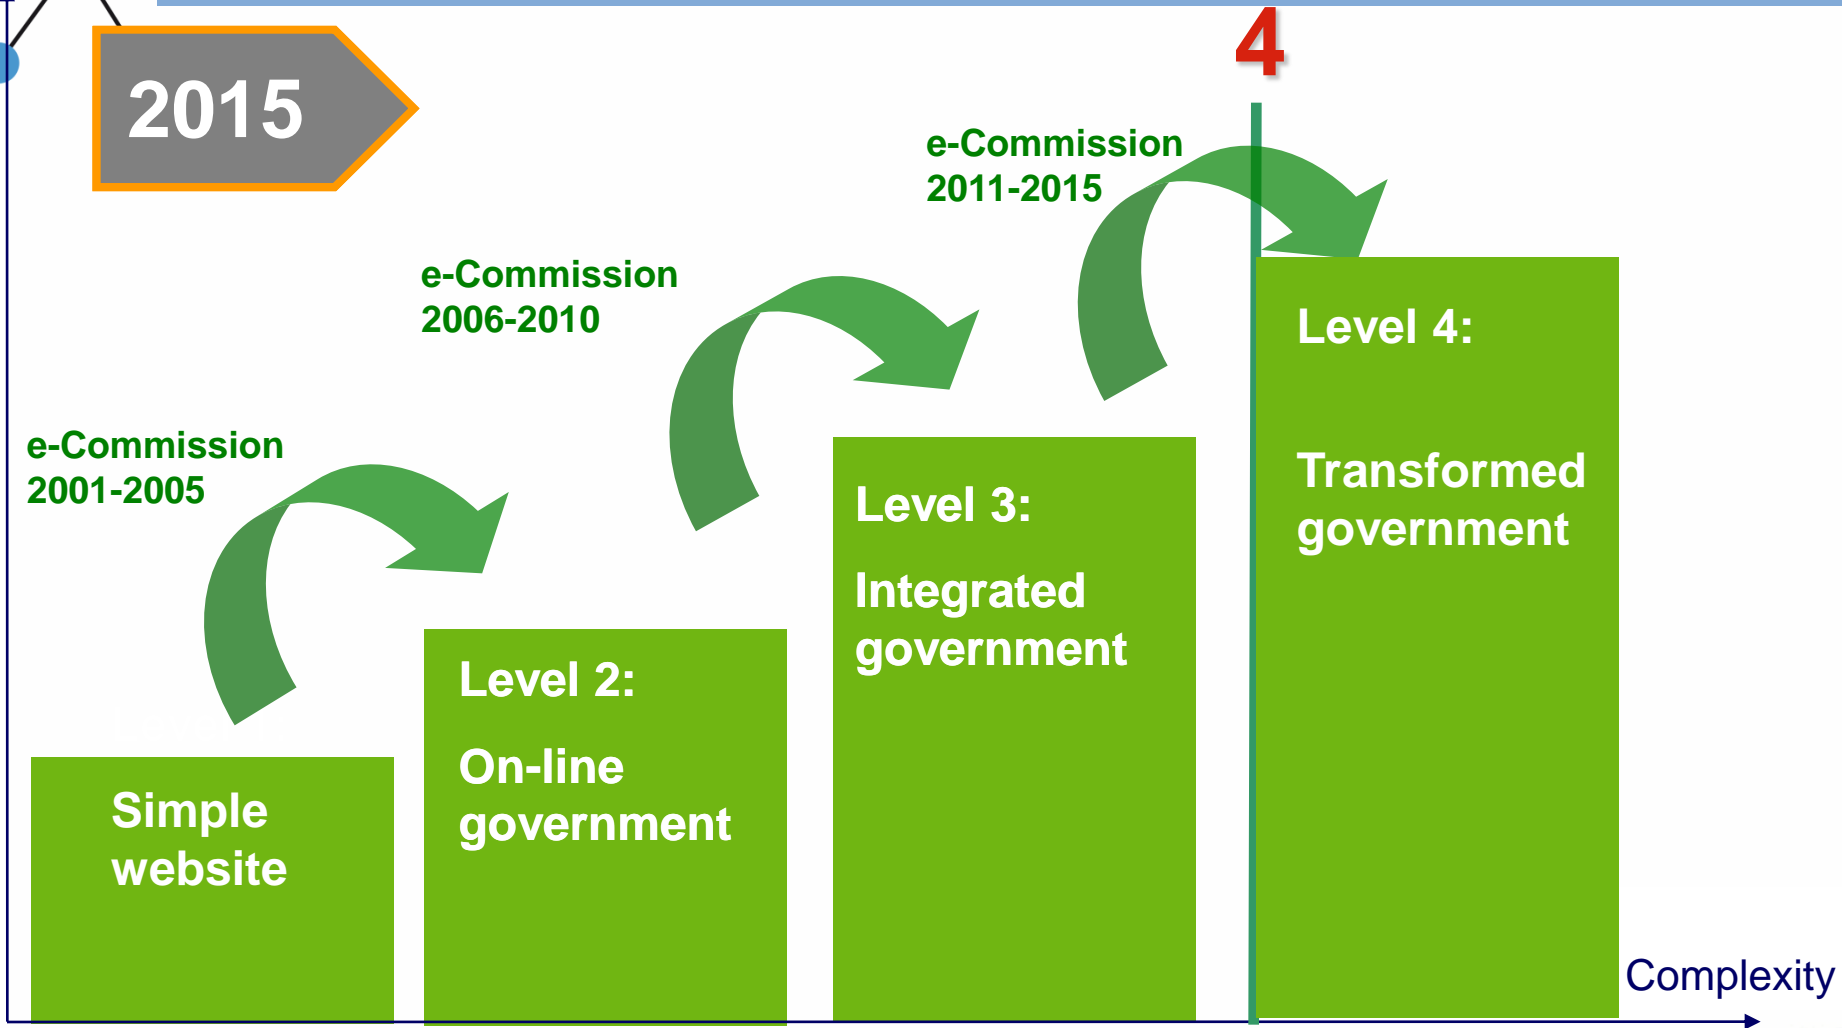 2015
4
e-Commission
2011-2015
e-Commission
2006-2010
e-Commission
2001-2005
Simple
website
Level 2:
On-line
government
Level 3:
Integrated
government
Level 4:
Transformed
government
Complexity